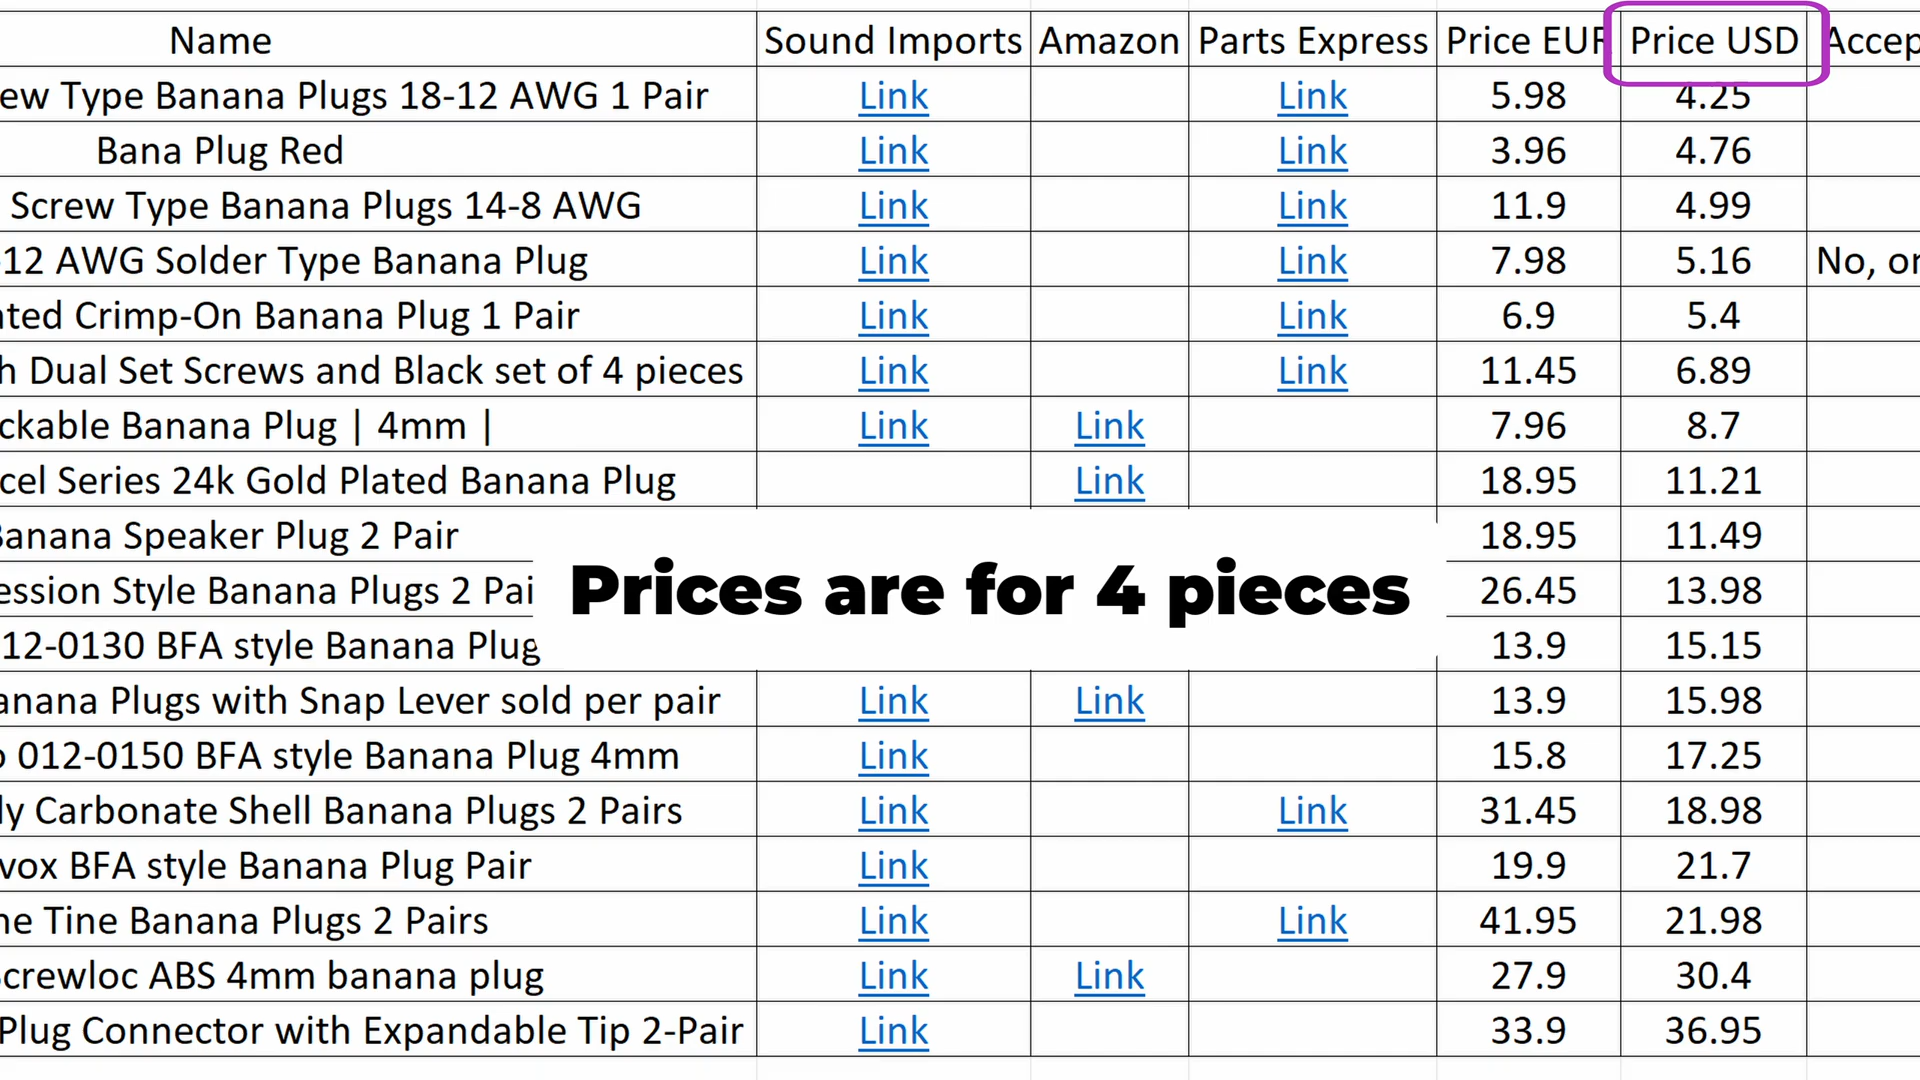 Name Sound Imports Amazon Parts Express Price EUR Price USD Accep
ew Type Banana Plugs 18-12 AWG 1 Pair Link Link 5.98 4.25
Bana Plug Red Link Link 3.96 4.76
Screw Type Banana Plugs 14-8 AWG Link Link 11.9 4.99
-12 AWG Solder Type Banana Plug Link Link 7.98 5.16 No, or
ated Crimp-On Banana Plug 1 Pair Link Link 6.9 5.4
h Dual Set Screws and Black set of 4 pieces Link Link 11.45 6.89
ckable Banana Plug | 4mm | Link Link 7.96 8.7
cel Series 24k Gold Plated Banana Plug Link 18.95 11.21
Banana Speaker Plug 2 Pair 18.95 11.49
ession Style Banana Plugs 2 Pai 26.45 13.98
Prices are for 4 pieces
12-0130 BFA style Banana Plug 13.9 15.15
anana Plugs with Snap Lever sold per pair Link Link 13.9 15.98
o 012-0150 BFA style Banana Plug 4mm Link 15.8 17.25
ly Carbonate Shell Banana Plugs 2 Pairs Link Link 31.45 18.98
vox BFA style Banana Plug Pair Link 19.9 21.7
ne Tine Banana Plugs 2 Pairs Link Link 41.95 21.98
Screwloc ABS 4mm banana plug Link Link 27.9 30.4
Plug Connector with Expandable Tip 2-Pair Link 33.9 36.95